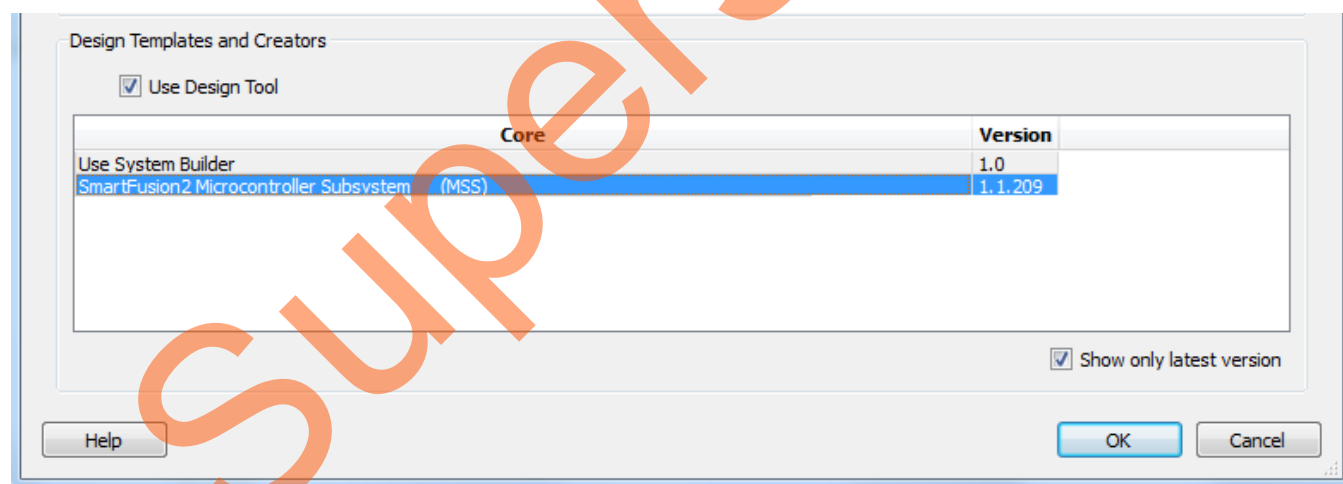 Design Templates and Creators
Use Design Tool
Core Version
Use System Builder 1.0
SmartFusion2 Microcontroller Subsystem (MSS) 1.1.209
Show only latest version
Help OK Cancel
Supers